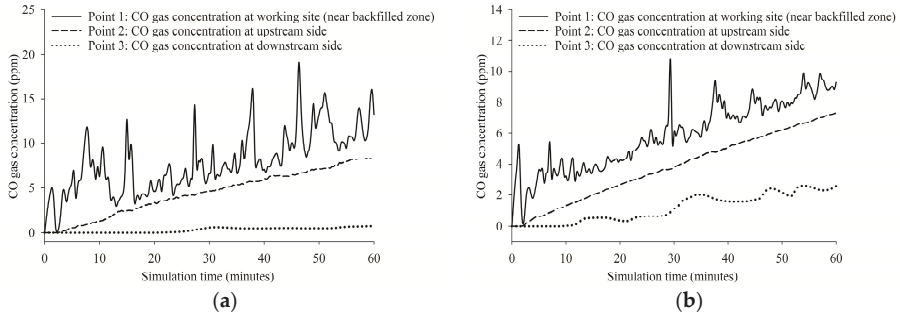 Point 1: CO gas concentration at working site (near backfilled zone)
Point 2: CO gas concentration at upstream side
Point 3: CO gas concentration at downstream side
CO gas concentration (ppm)
25
20
15
10
5
0
0 10 20 30 40 50 60
Simulation time (minutes)
(a)
Point 1: CO gas concentration at working site (near backfilled zone)
Point 2: CO gas concentration at upstream side
Point 3: CO gas concentration at downstream side
CO gas concentration (ppm)
14
12
10
8
6
4
2
0
0 10 20 30 40 50 60
Simulation time (minutes)
(b)